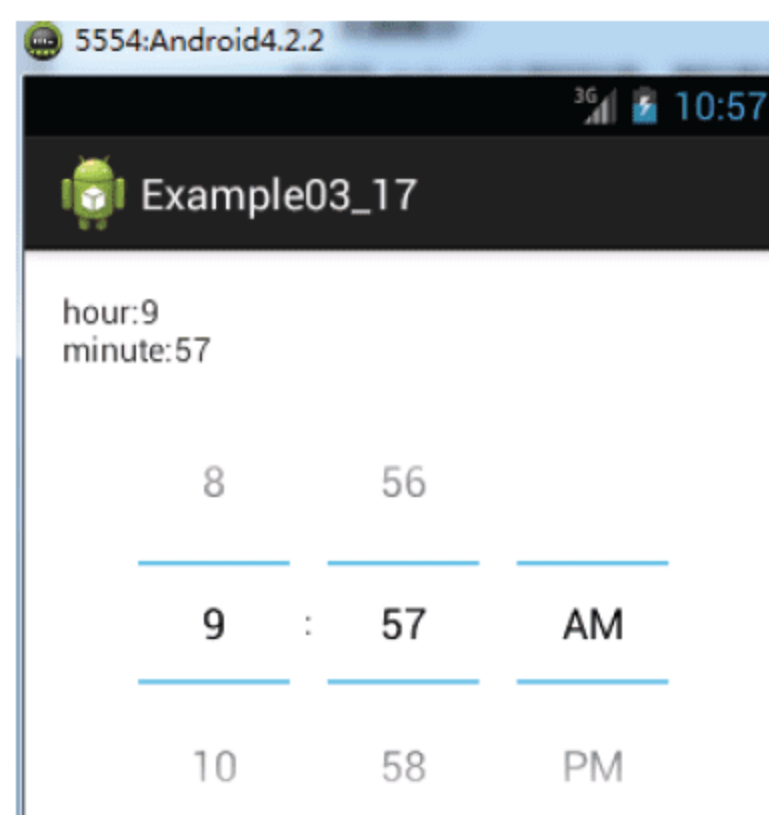 5554:Android4.2.2
3G 10:57
Example03_17
hour:9
minute:57
8 56
9 : 57 AM
10 58 PM